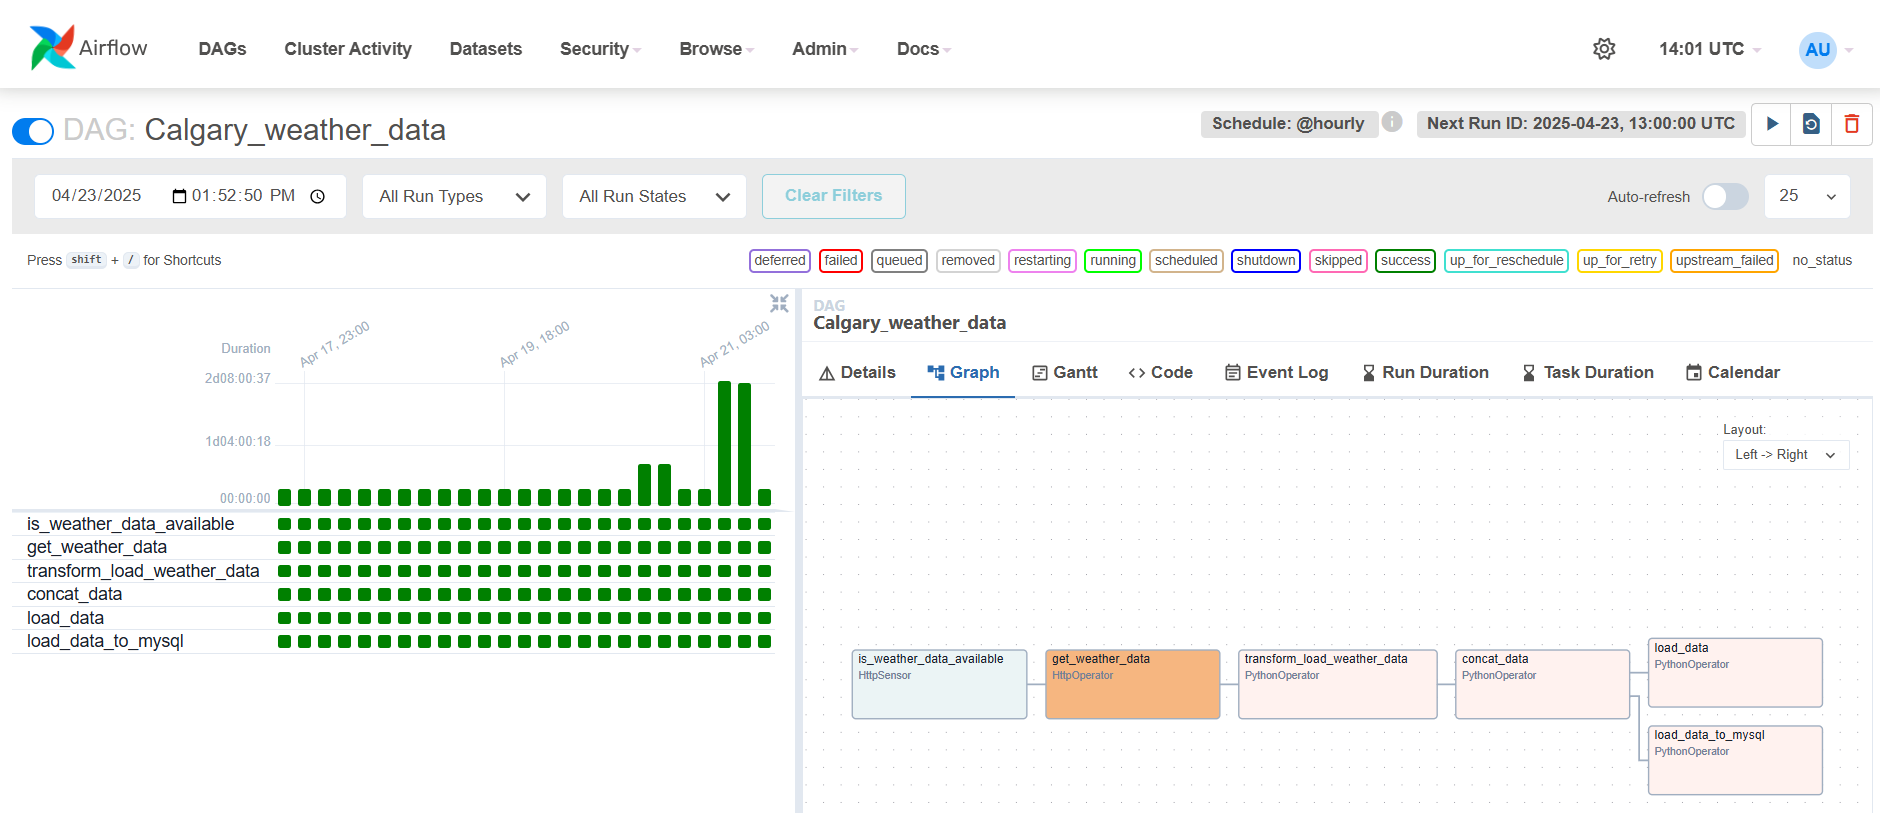 Airflow
DAGs
Cluster Activity
Datasets
Security
Browse
Admin
Docs
14:01 UTC
AU
DAG: Calgary_weather_data
Schedule: @hourly
i
Next Run ID: 2025-04-23, 13:00:00 UTC
04/23/2025 01:52:50 PM
All Run Types
All Run States
Clear Filters
Auto-refresh
25
Press shift + / for Shortcuts
deferred
failed
queued
removed
restarting
running
scheduled
shutdown
skipped
success
up_for_reschedule
up_for_retry
upstream_failed
no_status
Duration
2d08:00:37
1d04:00:18
00:00:00
Apr 17, 23:00
Apr 19, 18:00
Apr 21, 03:00
is_weather_data_available
get_weather_data
transform_load_weather_data
concat_data
load_data
load_data_to_mysql
DAG
Calgary_weather_data
Details
Graph
Gantt
Code
Event Log
Run Duration
Task Duration
Calendar
Layout:
Left -> Right
is_weather_data_available
HttpSensor
get_weather_data
HttpOperator
transform_load_weather_data
PythonOperator
concat_data
PythonOperator
load_data
PythonOperator
load_data_to_mysql
PythonOperator